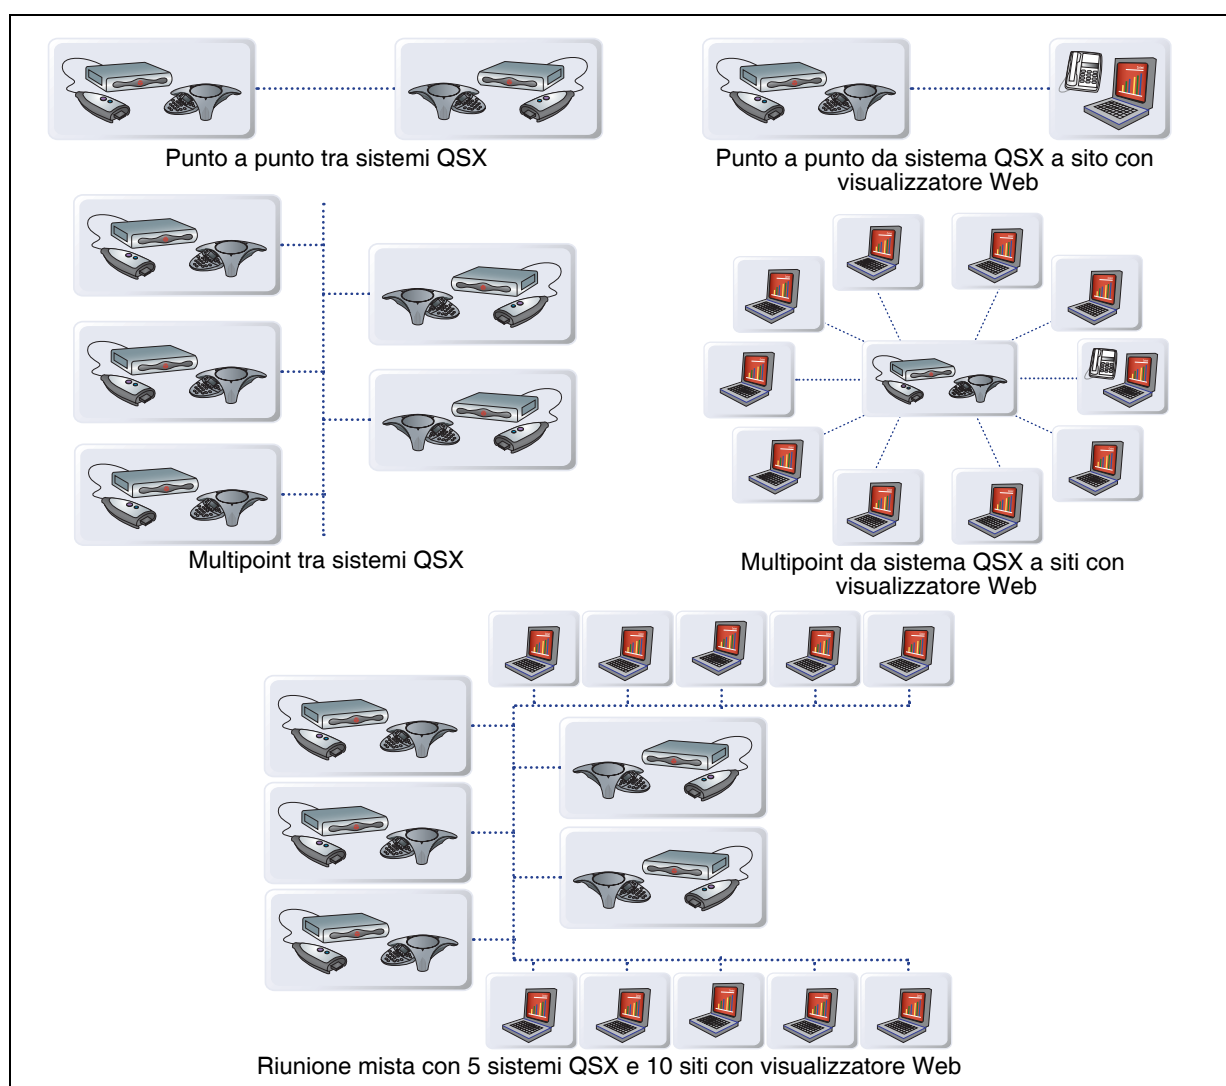 Punto a punto tra sistemi QSX
Punto a punto da sistema QSX a sito con
visualizzatore Web
Multipoint tra sistemi QSX
Multipoint da sistema QSX a siti con
visualizzatore Web
Riunione mista con 5 sistemi QSX e 10 siti con visualizzatore Web